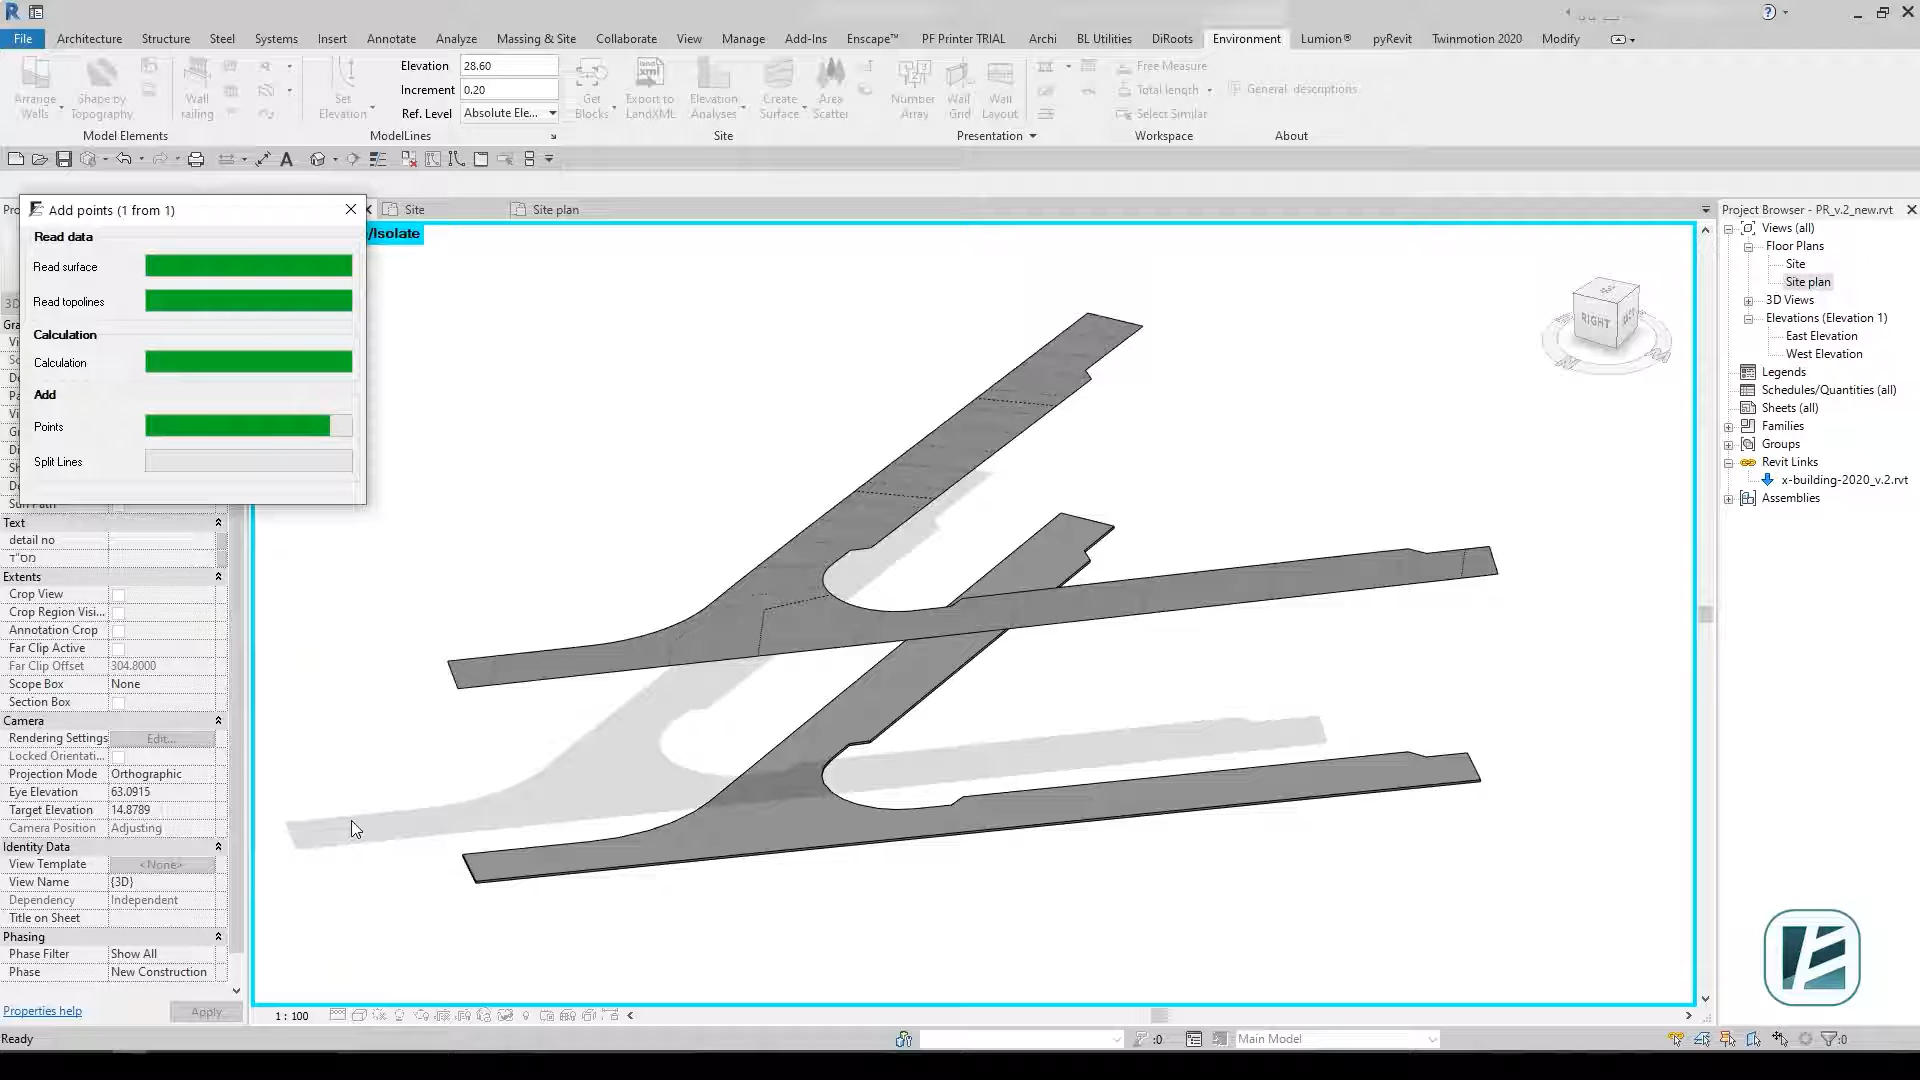 File Architecture Structure Steel Systems Insert Annotate Analyze Massing & Site Collaborate View Manage Add-Ins Enscape™ PF Printer TRIAL Archi BL Utilities DiRoots Environment Lumion® pyRevit Twinmotion 2020 Modify
Arrange Walls
Shape by Topography
Wall railing
Set Elevation
Elevation 28.60
Increment 0.20
Ref. Level Absolute Ele...
Get Blocks
Export to LandXML
Elevation Analyses
Create Surface
Area Scatter
Number Array
Wall Grid
Wall Layout
Free Measure
Total length
Select Similar
General descriptions
Model Elements ModelLines Site Presentation Workspace About
Add points (1 from 1)
Read data
Read surface
Read topolines
Calculation
Calculation
Add
Points
Split Lines
Site
Site plan
/Isolate
RIGHT
Text
detail no
מס"ד
Extents
Crop View
Crop Region Visi...
Annotation Crop
Far Clip Active
Far Clip Offset 304.8000
Scope Box None
Section Box
Camera
Rendering Settings Edit...
Locked Orientati...
Projection Mode Orthographic
Eye Elevation 63.0915
Target Elevation 14.8789
Camera Position Adjusting
Identity Data
View Template <None>
View Name {3D}
Dependency Independent
Title on Sheet
Phasing
Phase Filter Show All
Phase New Construction
Properties help Apply
1 : 100
Ready
:0
Main Model
:0
Project Browser - PR_v.2_new.rvt
Views (all)
Floor Plans
Site
Site plan
3D Views
Elevations (Elevation 1)
East Elevation
West Elevation
Legends
Schedules/Quantities (all)
Sheets (all)
Families
Groups
Revit Links
x-building-2020_v.2.rvt
Assemblies